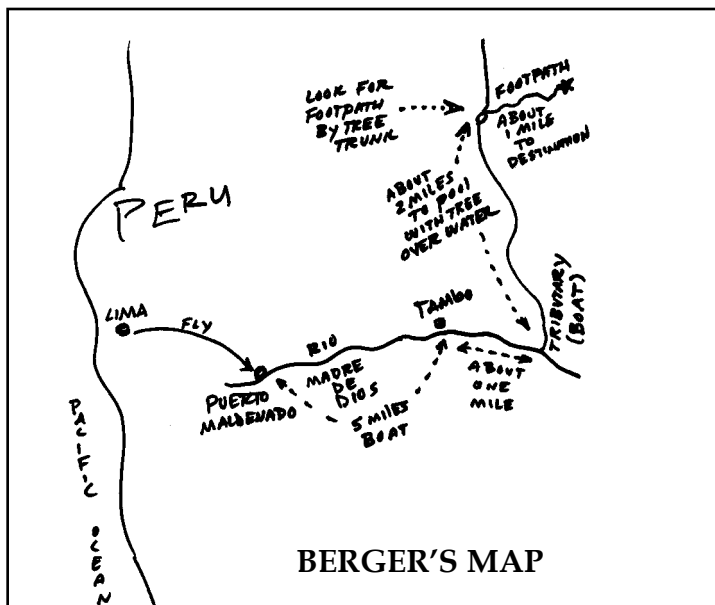 LOOK FOR
FOOTPATH
BY TREE
TRUNK
FOOTPATH
ABOUT
1 MILE
TO
DESTINATION
ABOUT
2 MILES
TO POOL
WITH TREE
OVER WATER
PERU
LIMA
FLY
PUERTO
MALDENADO
RIO
MADRE
DE
DIOS
5 MILES
BOAT
TAMBO
ABOUT
ONE
MILE
TRIBUTARY
(BOAT)
PACIFIC OCEAN
BERGER'S MAP